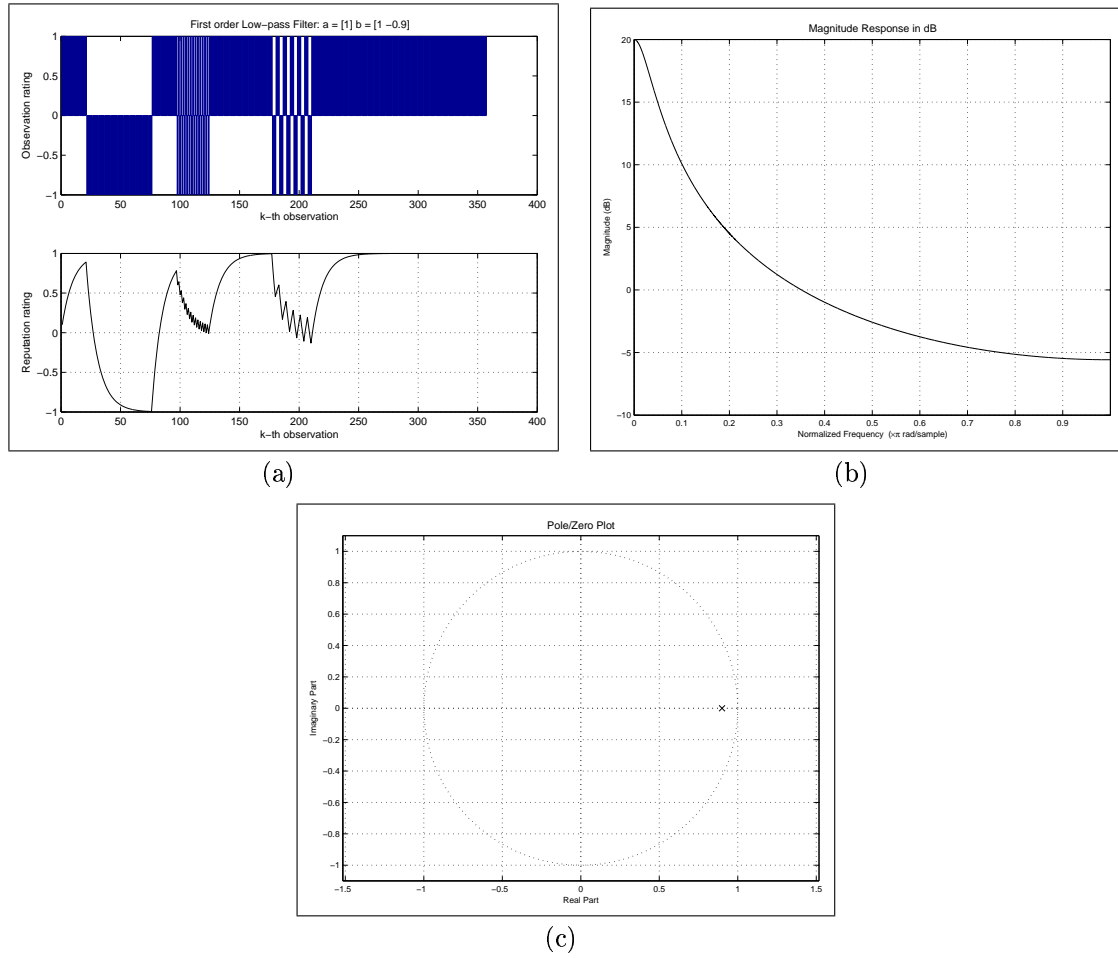 First order Low−pass Filter: a = [1] b = [1 −0.9]
Observation rating
1
0.5
0
−0.5
−1
0 50 100 150 200 250 300 350 400
k−th observation
Reputation rating
1
0.5
0
−0.5
−1
0 50 100 150 200 250 300 350 400
k−th observation
(a)
Magnitude Response in dB
Magnitude (dB)
20
15
10
5
0
−5
−10
0 0.1 0.2 0.3 0.4 0.5 0.6 0.7 0.8 0.9
Normalized Frequency (×π rad/sample)
(b)
Pole/Zero Plot
Imaginary Part
1
0.8
0.6
0.4
0.2
0
−0.2
−0.4
−0.6
−0.8
−1
−1.5 −1 −0.5 0 0.5 1 1.5
Real Part
(c)